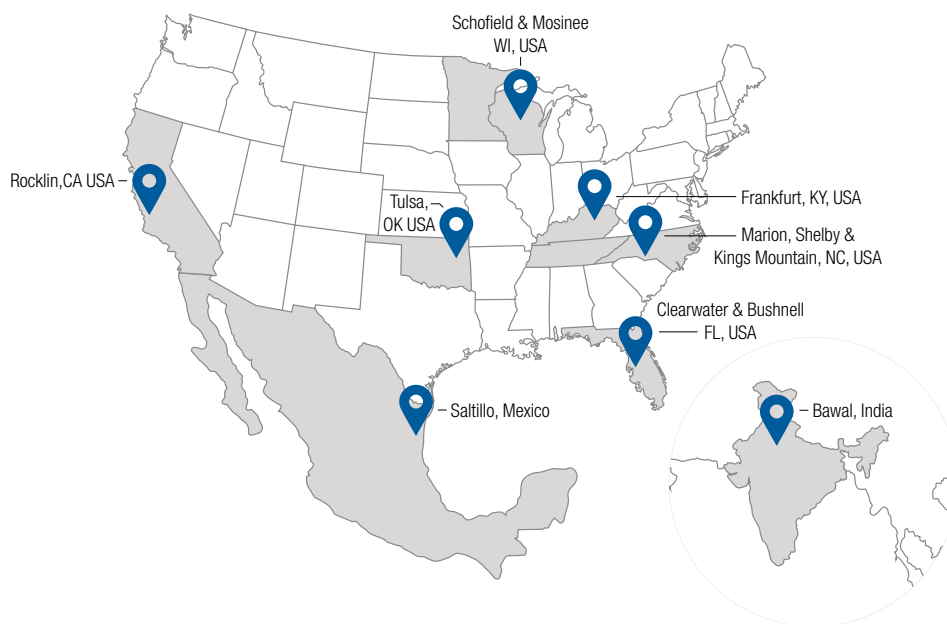 Schofield & Mosinee
WI, USA
Rocklin,CA USA
Tulsa,
OK USA
Frankfurt, KY, USA
Marion, Shelby &
Kings Mountain, NC, USA
Clearwater & Bushnell
FL, USA
Saltillo, Mexico
Bawal, India